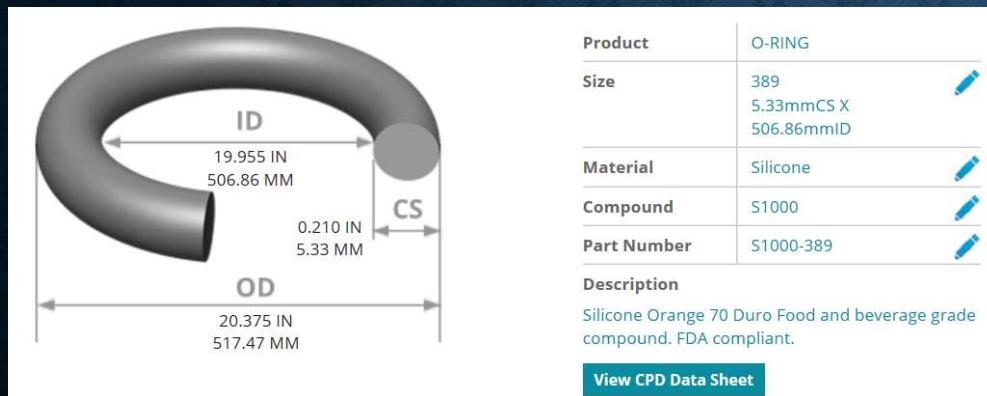 ID
19.955 IN
506.86 MM
CS
0.210 IN
5.33 MM
OD
20.375 IN
517.47 MM
Product O-RING
Size 389
5.33mmCS X
506.86mmID
Material Silicone
Compound S1000
Part Number S1000-389
Description
Silicone Orange 70 Duro Food and beverage grade
compound. FDA compliant.
View CPD Data Sheet